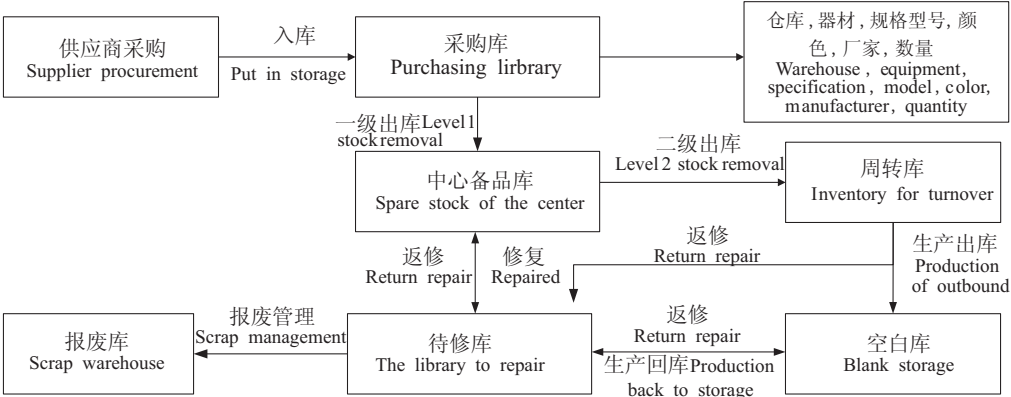 供应商采购
Supplier procurement
入库
Put in storage
采购库
Purchasing lirbrary
仓库,器材,规格型号,颜
色,厂家,数量
Warehouse, equipment,
specification, model, color,
manufacturer, quantity
一级出库Level1
stock removal
二级出库
Level 2 stock removal
中心备品库
Spare stock of the center
周转库
Inventory for turnover
返修
Return repair
修复
Repaired
返修
Return repair
生产出库
Production
of outbound
报废库
Scrap warehouse
报废管理
Scrap management
待修库
The library to repair
返修
Return repair
生产回库Production
back to storage
空白库
Blank storage